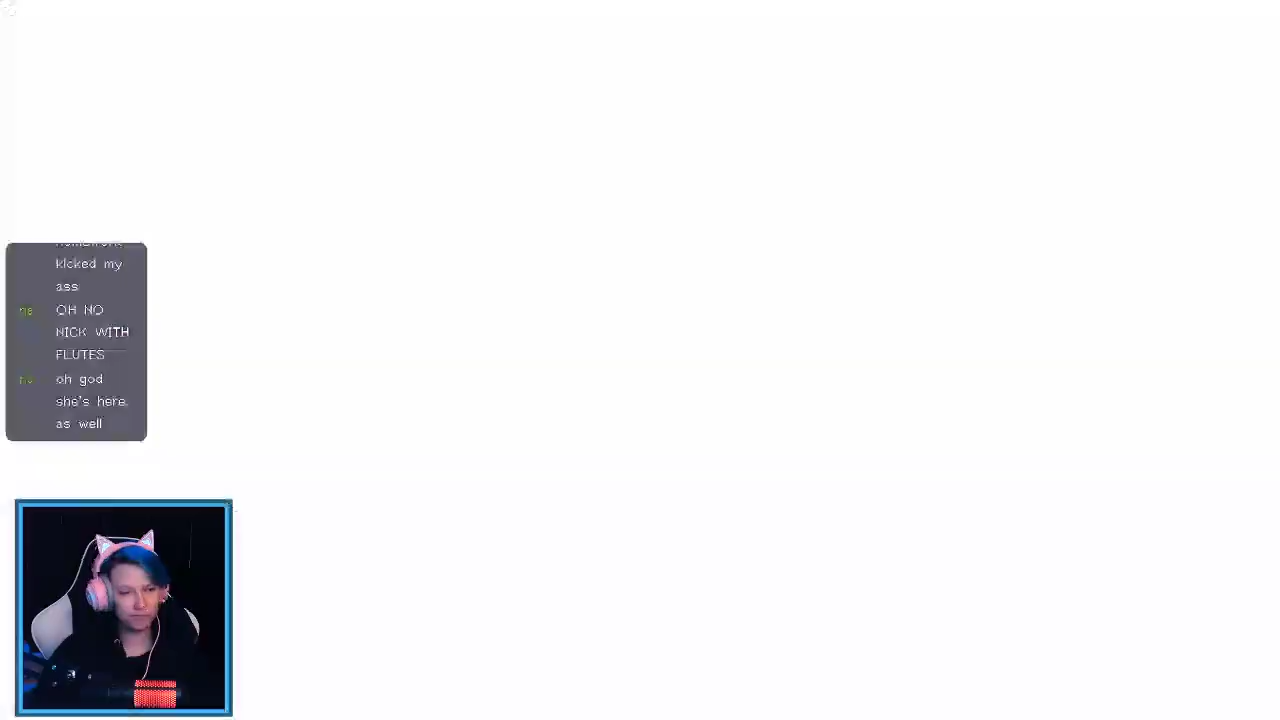 kicked my
ass
OH NO
NICK WITH
FLUTES
oh god
she's here
as well